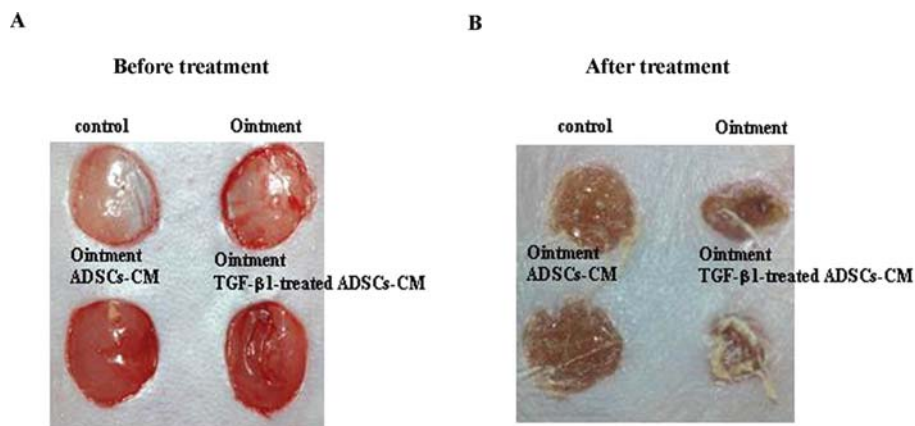 A
Before treatment
control Ointment
Ointment
ADSCs-CM
Ointment
TGF-β1-treated ADSCs-CM
B
After treatment
control Ointment
Ointment
ADSCs-CM
Ointment
TGF-β1-treated ADSCs-CM